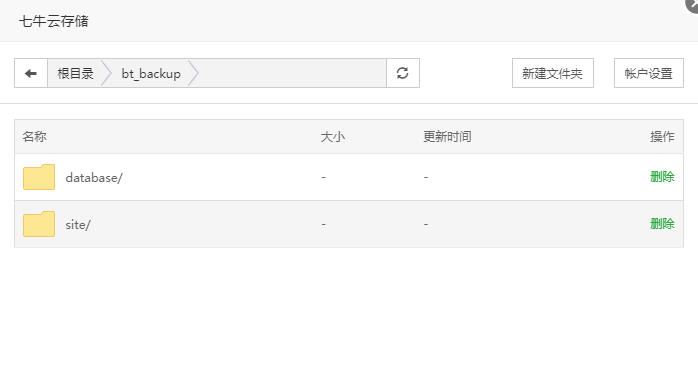 七牛云存储
根目录 bt_backup 新建文件夹 帐户设置
名称 大小 更新时间 操作
database/ - - 删除
site/ - - 删除